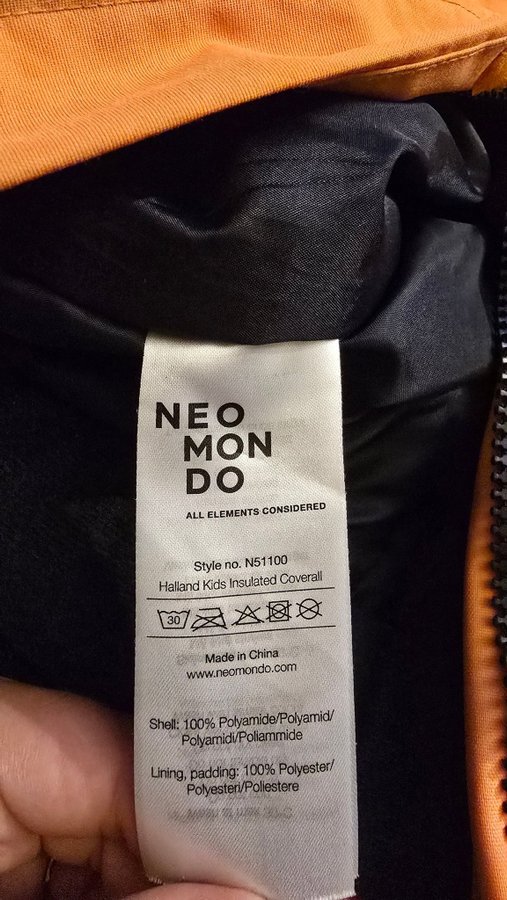 NEO
MON
DO
ALL ELEMENTS CONSIDERED
Style no. N51100
Halland Kids Insulated Coverall
30
Made in China
www.neomondo.com
Shell: 100% Polyamide/Polyamid/
Polyamidi/Poliammide
Lining, padding: 100% Polyester/
Polyesteri/Poliestere